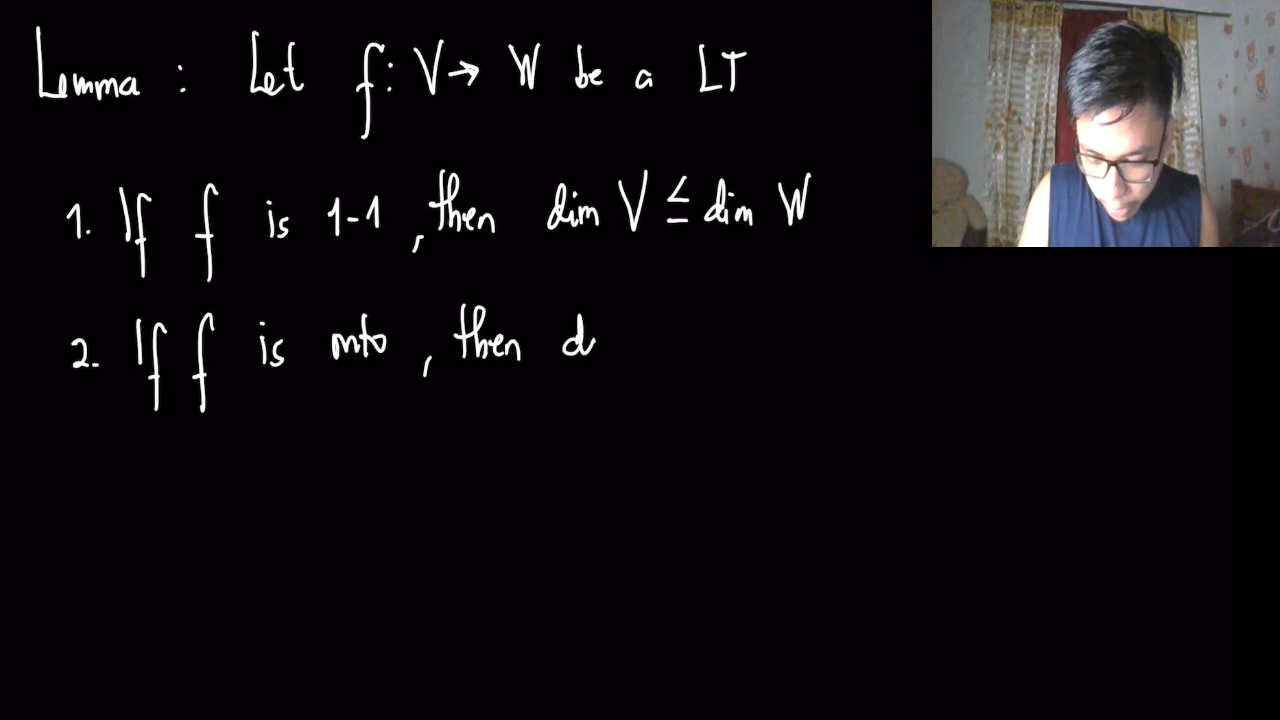 Lemma : Let f: V → W be a LT
1. If f is 1-1, then dim V ≤ dim W
2. If f is onto, then d